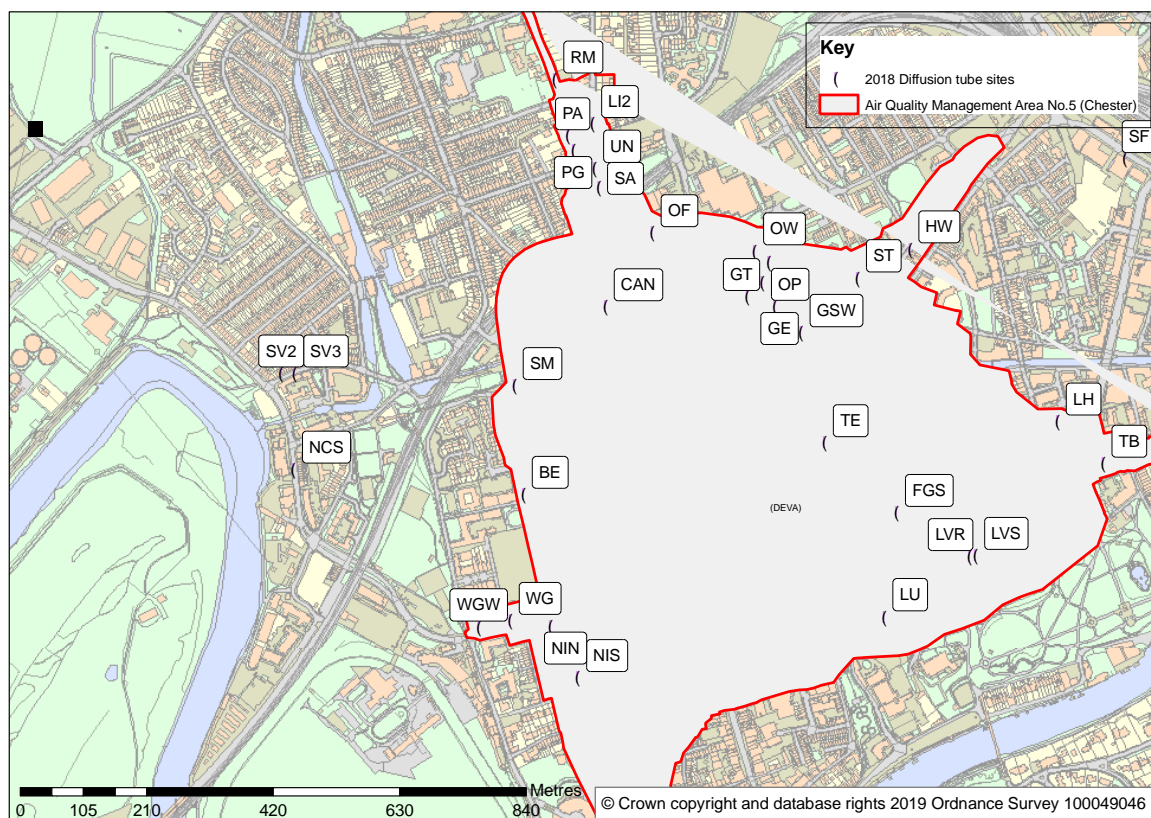 Key
2018 Diffusion tube sites
Air Quality Management Area No.5 (Chester)
RM
LI2
PA
UN
SF
PG
SA
OF
OW
HW
ST
GT
OP
CAN
GSW
GE
SV2
SV3
SM
LH
TE
TB
NCS
BE
FGS
(DEVA)
LVR
LVS
WGW
WG
LU
NIN
NIS
Metres
0
105
210
420
630
840
© Crown copyright and database rights 2019 Ordnance Survey 100049046